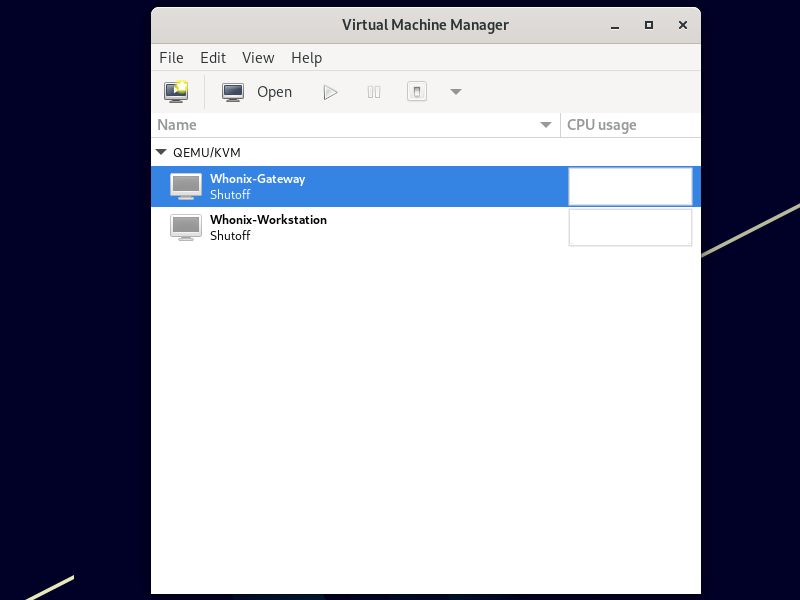 Virtual Machine Manager
File Edit View Help
Open
Name CPU usage
QEMU/KVM
Whonix-Gateway
Shutoff
Whonix-Workstation
Shutoff